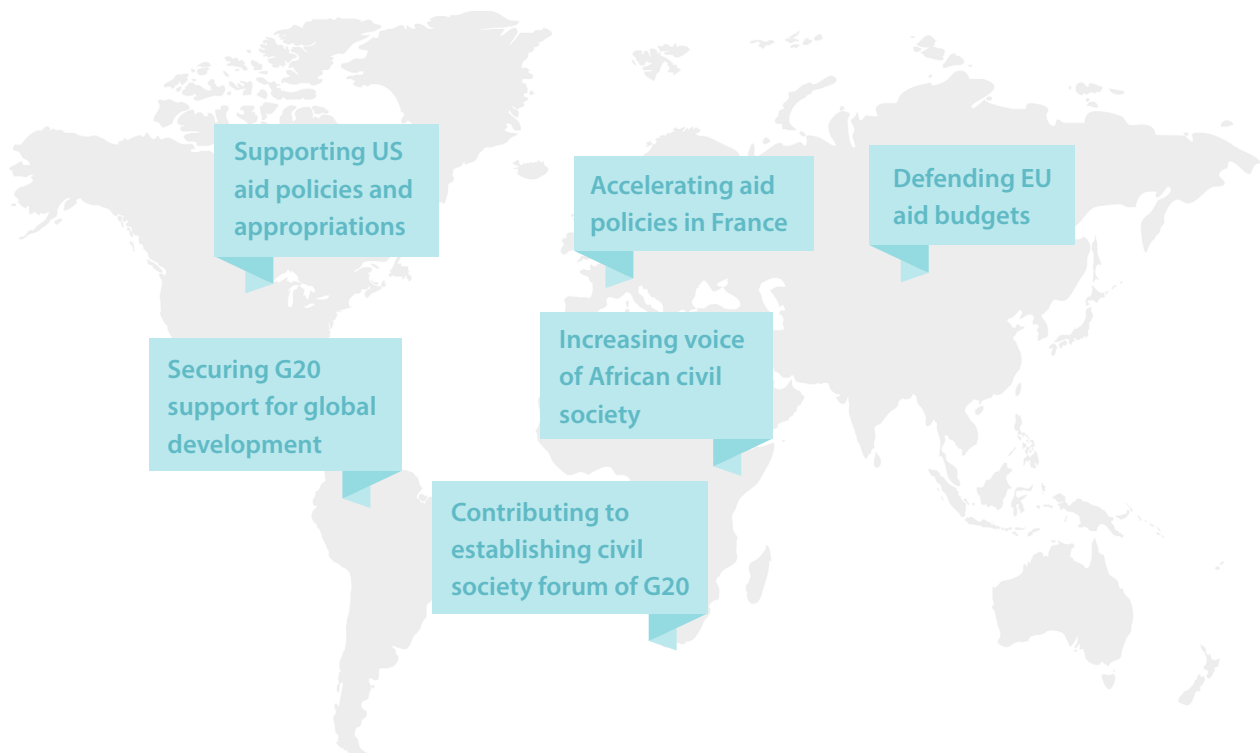 Supporting US
aid policies and
appropriations
Accelerating aid
policies in France
Defending EU
aid budgets
Increasing voice
of African civil
society
Securing G20
support for global
development
Contributing to
establishing civil
society forum of G20